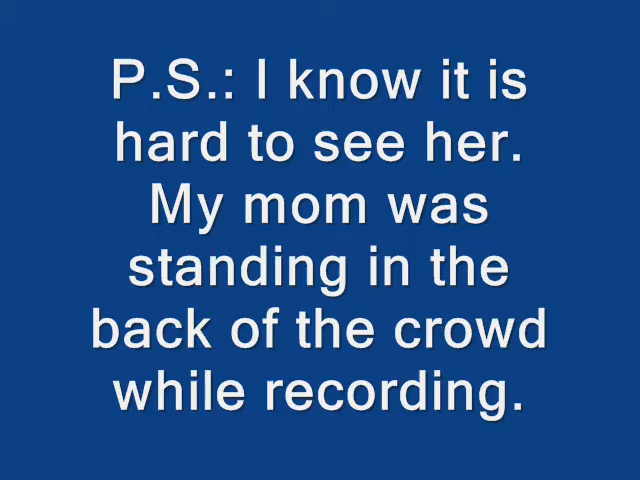 P.S.: I know it is
hard to see her.
My mom was
standing in the
back of the crowd
while recording.